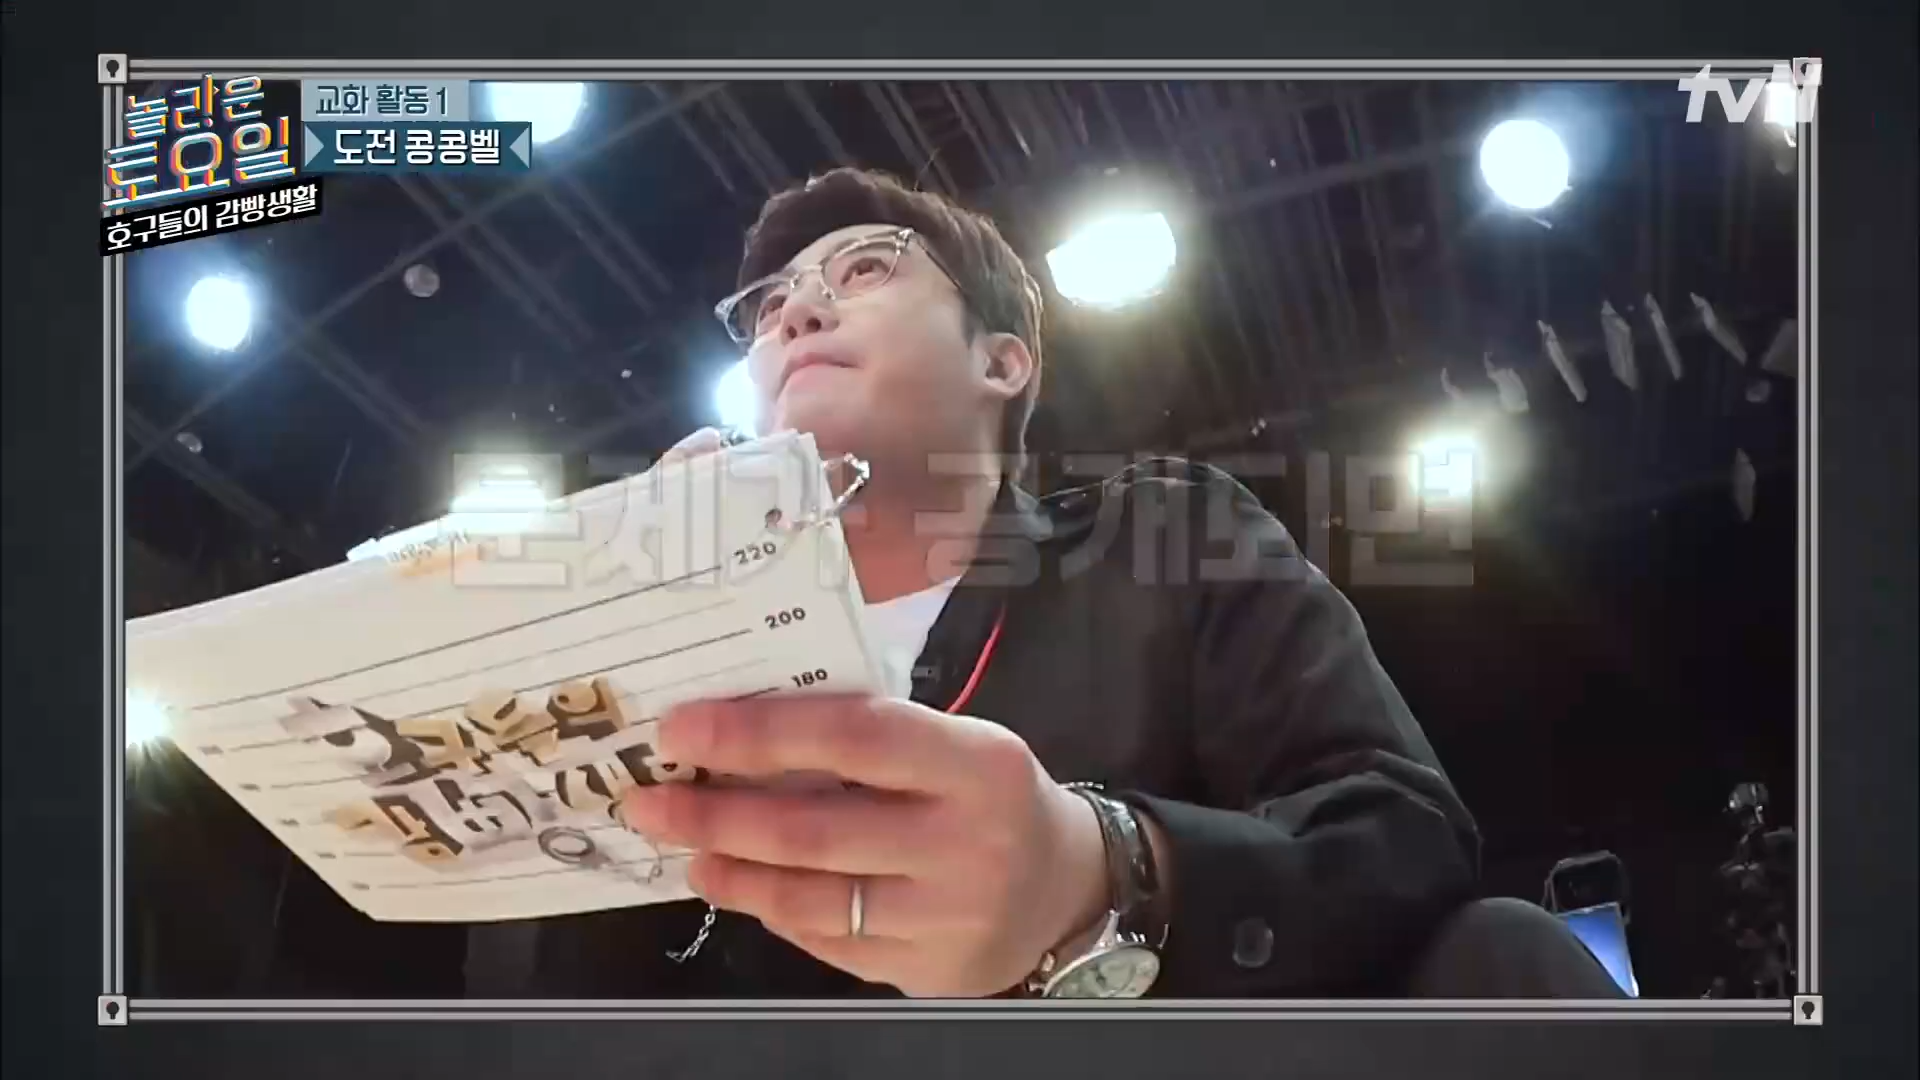 놀라운
토요일
호구들의 감빵생활
교화 활동 1
도전 콩콩벨
tvN
문제가 공개되면
220
200
180